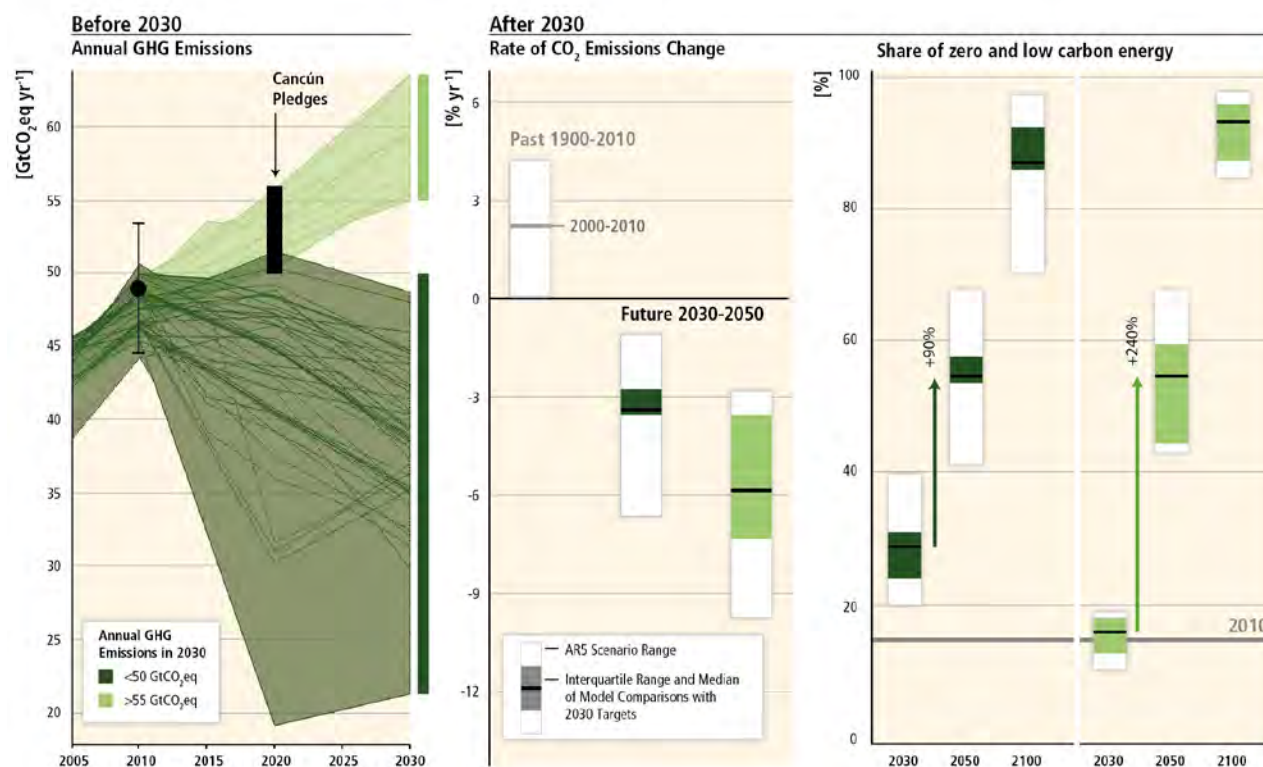 Before 2030
Annual GHG Emissions
[GtCO₂eq yr⁻¹]
Cancún
Pledges
60
55
50
45
40
35
30
25
20
Annual GHG
Emissions in 2030
<50 GtCO₂eq
>55 GtCO₂eq
2005 2010 2015 2020 2025 2030
After 2030
Rate of CO₂ Emissions Change
[% yr⁻¹]
6
Past 1900-2010
3
2000-2010
0
Future 2030-2050
-3
-6
-9
-12
AR5 Scenario Range
Interquartile Range and Median
of Model Comparisons with
2030 Targets
Share of zero and low carbon energy
[%]
100
80
60
+90%
+240%
40
20
2010
0
2030 2050 2100 2030 2050 2100